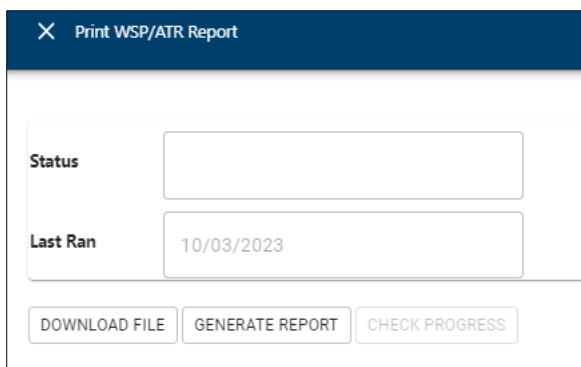 Print WSP/ATR Report
Status
Last Ran 10/03/2023
DOWNLOAD FILE GENERATE REPORT CHECK PROGRESS